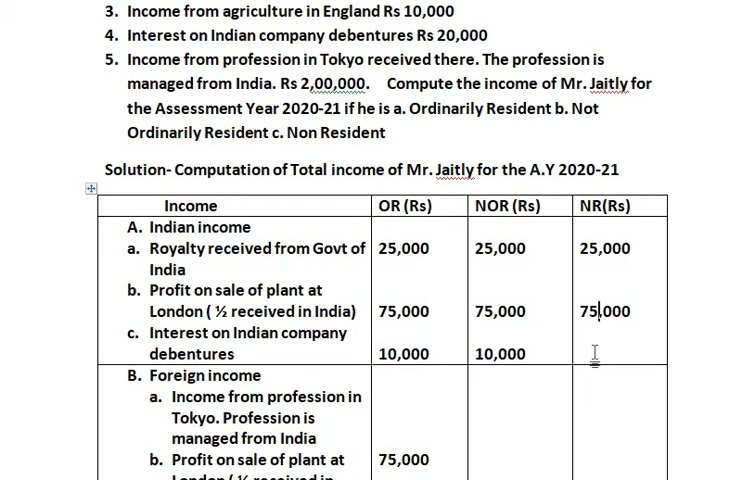 3. Income from agriculture in England Rs 10,000
4. Interest on Indian company debentures Rs 20,000
5. Income from profession in Tokyo received there. The profession is
managed from India. Rs 2,00,000. Compute the income of Mr. Jaitly for
the Assessment Year 2020-21 if he is a. Ordinarily Resident b. Not
Ordinarily Resident c. Non Resident
Solution- Computation of Total income of Mr. Jaitly for the A.Y 2020-21
Income OR (Rs) NOR (Rs) NR(Rs)
A. Indian income
a. Royalty received from Govt of 25,000 25,000 25,000
India
b. Profit on sale of plant at
London ( ½ received in India) 75,000 75,000 75,000
c. Interest on Indian company
debentures 10,000 10,000
B. Foreign income
a. Income from profession in
Tokyo. Profession is
managed from India
b. Profit on sale of plant at 75,000
London ( ½ received in